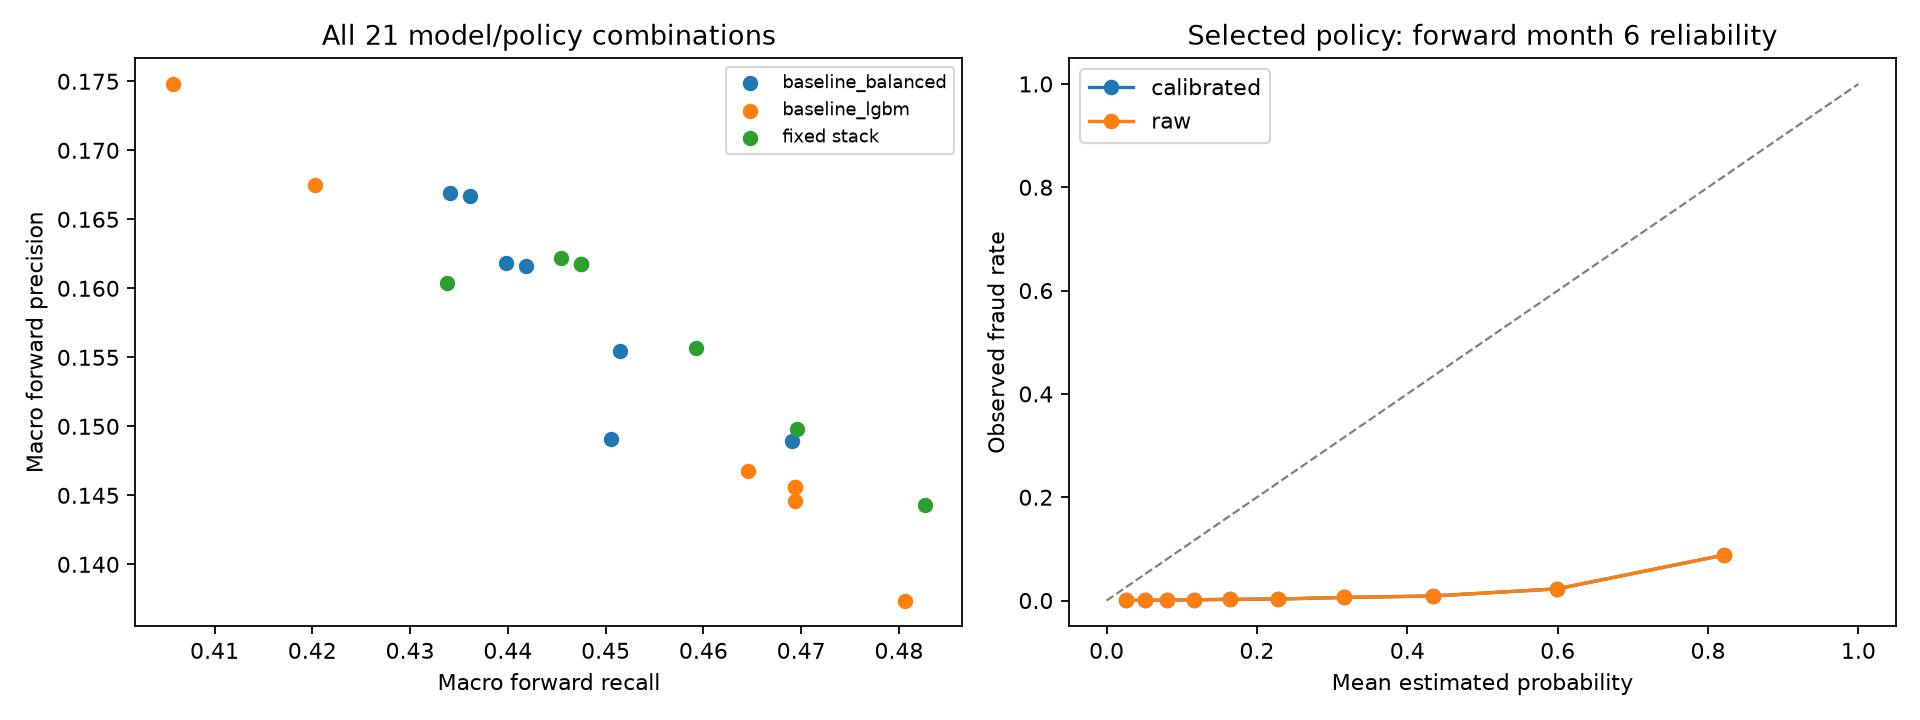 All 21 model/policy combinations
0.175
0.170
0.165
0.160
0.155
0.150
0.145
0.140
Macro forward precision
baseline_balanced
baseline_lgbm
fixed stack
0.41 0.42 0.43 0.44 0.45 0.46 0.47 0.48
Macro forward recall
Selected policy: forward month 6 reliability
1.0
0.8
0.6
0.4
0.2
0.0
Observed fraud rate
calibrated
raw
0.0 0.2 0.4 0.6 0.8 1.0
Mean estimated probability